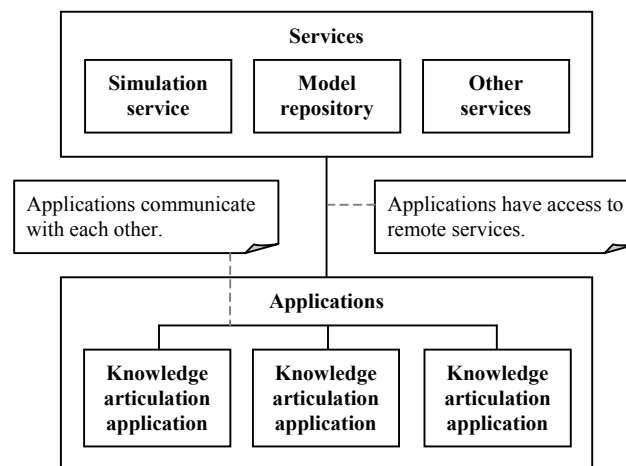 Services
Simulation
service
Model
repository
Other
services
Applications communicate
with each other.
Applications have access to
remote services.
Applications
Knowledge
articulation
application
Knowledge
articulation
application
Knowledge
articulation
application